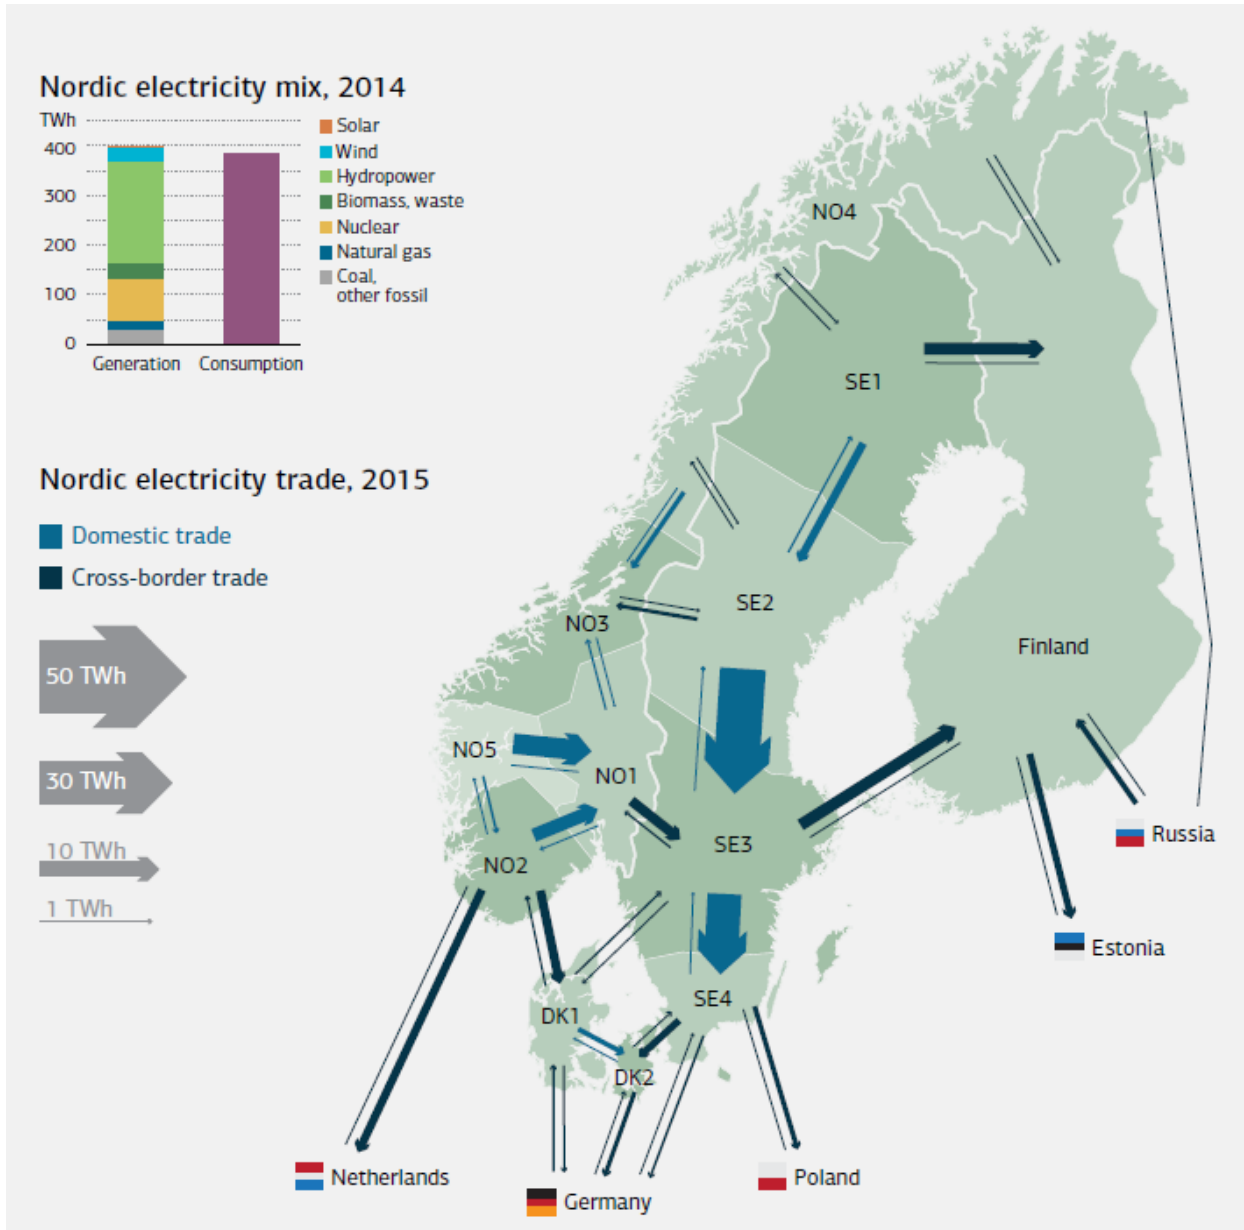 Nordic electricity mix, 2014
TWh
400
300
200
100
0
Generation
Consumption
Solar
Wind
Hydropower
Biomass, waste
Nuclear
Natural gas
Coal,
other fossil
Nordic electricity trade, 2015
Domestic trade
Cross-border trade
50 TWh
30 TWh
10 TWh
1 TWh
NO4
SE1
SE2
NO3
Finland
NO5
NO1
SE3
NO2
Russia
Estonia
SE4
DK1
DK2
Netherlands
Germany
Poland